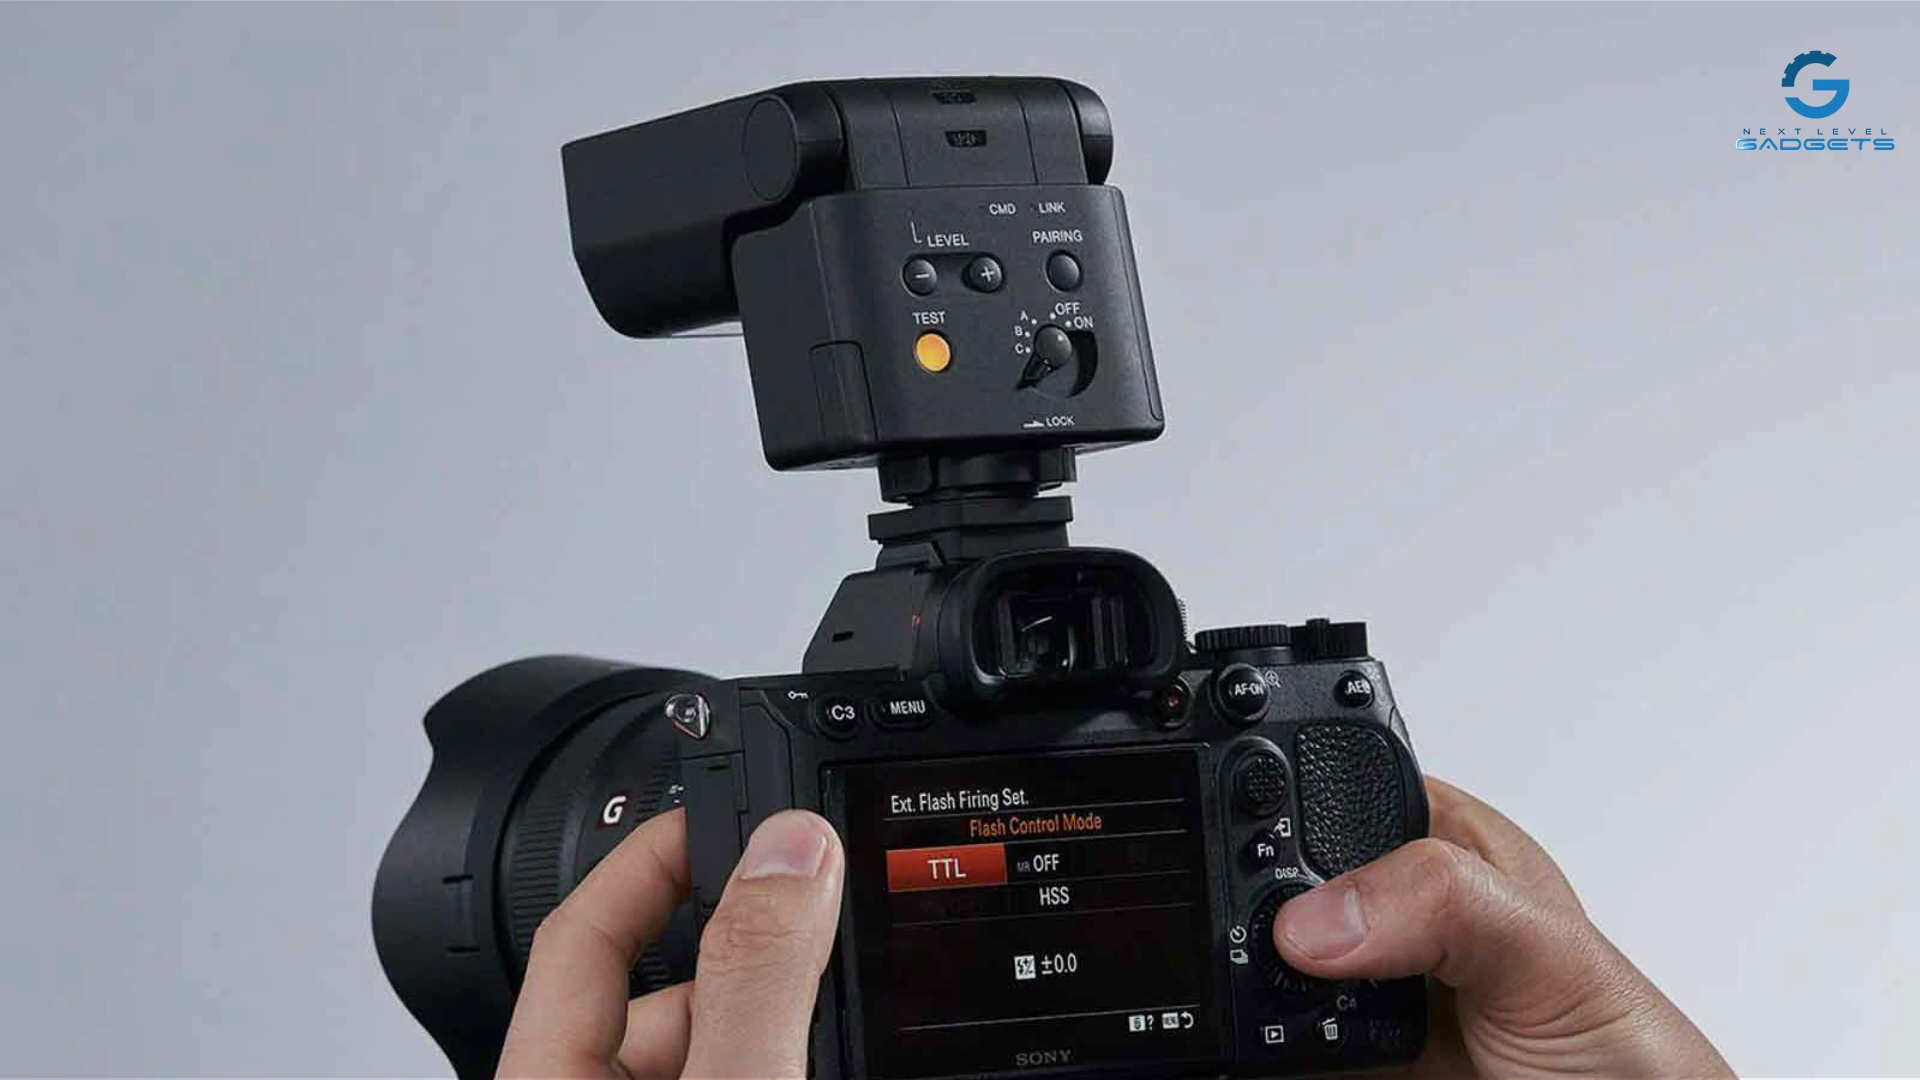 G
NEXT LEVEL
GADGETS
CMD LINK
LEVEL
PAIRING
− +
TEST
OFF
A
ON
B
C
LOCK
C3
MENU
AF-ON
AEL
G
Ext. Flash Firing Set.
Flash Control Mode
TTL
OFF
HSS
±0.0
?
Fn
DISP
C4
SONY